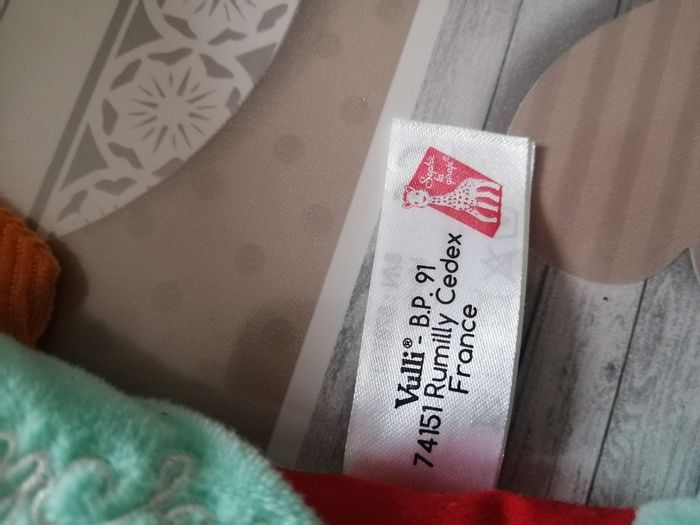 Sophie
la
girafe®
Vulli® - B.P. 91
74151 Rumilly Cedex
France